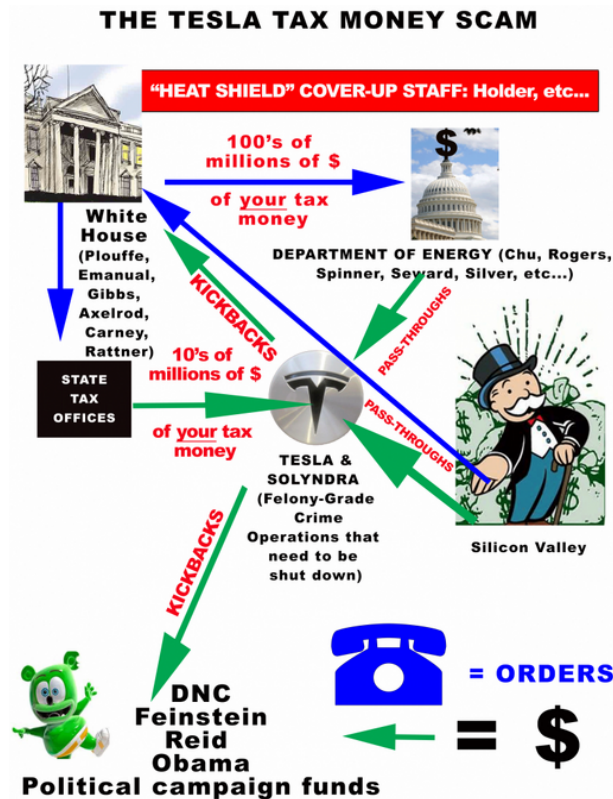 THE TESLA TAX MONEY SCAM
"HEAT SHIELD" COVER-UP STAFF: Holder, etc...
$
100's of
millions of $
of your tax
money
White
House
(Plouffe,
Emanual,
Gibbs,
Axelrod,
Carney,
Rattner)
DEPARTMENT OF ENERGY (Chu, Rogers,
Spinner, Seward, Silver, etc...)
KICKBACKS
PASS-THROUGHS
PASS-THROUGHS
STATE
TAX
OFFICES
10's of
millions of $
of your tax
money
TESLA &
SOLYNDRA
(Felony-Grade
Crime
Operations that
need to be
shut down)
Silicon Valley
KICKBACKS
DNC
Feinstein
Reid
Obama
Political campaign funds
= ORDERS
= $